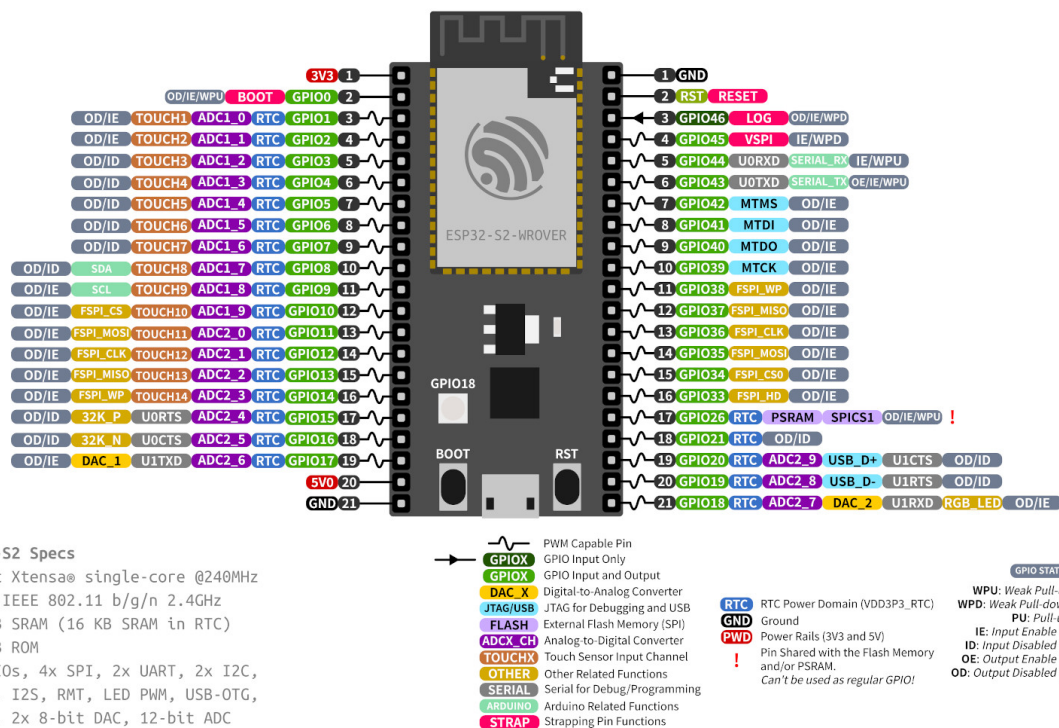 3V3 1
OD/IE/WPU BOOT GPIO0 2
OD/IE TOUCH1 ADC1_0 RTC GPIO1 3
OD/IE TOUCH2 ADC1_1 RTC GPIO2 4
OD/ID TOUCH3 ADC1_2 RTC GPIO3 5
OD/ID TOUCH4 ADC1_3 RTC GPIO4 6
OD/ID TOUCH5 ADC1_4 RTC GPIO5 7
OD/ID TOUCH6 ADC1_5 RTC GPIO6 8
OD/ID TOUCH7 ADC1_6 RTC GPIO7 9
OD/ID SDA TOUCH8 ADC1_7 RTC GPIO8 10
OD/IE SCL TOUCH9 ADC1_8 RTC GPIO9 11
OD/IE FSPI_CS TOUCH10 ADC1_9 RTC GPIO10 12
OD/IE FSPI_MOSI TOUCH11 ADC2_0 RTC GPIO11 13
OD/IE FSPI_CLK TOUCH12 ADC2_1 RTC GPIO12 14
OD/IE FSPI_MISO TOUCH13 ADC2_2 RTC GPIO13 15
OD/IE FSPI_WP TOUCH14 ADC2_3 RTC GPIO14 16
OD/ID 32K_P U0RTS ADC2_4 RTC GPIO15 17
OD/ID 32K_N U0CTS ADC2_5 RTC GPIO16 18
OD/IE DAC_1 U1TXD ADC2_6 RTC GPIO17 19
5V0 20
GND 21
ESP32-S2-WROVER
GPIO18
BOOT
RST
1 GND
2 RST RESET
3 GPIO46 LOG OD/IE/WPD
4 GPIO45 VSPI IE/WPD
5 GPIO44 U0RXD SERIAL_RX IE/WPU
6 GPIO43 U0TXD SERIAL_TX OE/IE/WPU
7 GPIO42 MTMS OD/IE
8 GPIO41 MTDI OD/IE
9 GPIO40 MTDO OD/IE
10 GPIO39 MTCK OD/IE
11 GPIO38 FSPI_WP OD/IE
12 GPIO37 FSPI_MISO OD/IE
13 GPIO36 FSPI_CLK OD/IE
14 GPIO35 FSPI_MOSI OD/IE
15 GPIO34 FSPI_CS0 OD/IE
16 GPIO33 FSPI_HD OD/IE
17 GPIO26 RTC PSRAM SPICS1 OD/IE/WPU !
18 GPIO21 RTC OD/ID
19 GPIO20 RTC ADC2_9 USB_D+ U1CTS OD/ID
20 GPIO19 RTC ADC2_8 USB_D- U1RTS OD/ID
21 GPIO18 RTC ADC2_7 DAC_2 U1RXD RGB_LED OD/IE
S2 Specs
Xtensa® single-core @240MHz
IEEE 802.11 b/g/n 2.4GHz
SRAM (16 KB SRAM in RTC)
ROM
IOs, 4x SPI, 2x UART, 2x I2C,
I2S, RMT, LED PWM, USB-OTG,
2x 8-bit DAC, 12-bit ADC
PWM Capable Pin
GPIOX GPIO Input Only
GPIOX GPIO Input and Output
DAC_X Digital-to-Analog Converter
JTAG/USB JTAG for Debugging and USB
FLASH External Flash Memory (SPI)
ADCX_CH Analog-to-Digital Converter
TOUCHX Touch Sensor Input Channel
OTHER Other Related Functions
SERIAL Serial for Debug/Programming
ARDUINO Arduino Related Functions
STRAP Strapping Pin Functions
RTC RTC Power Domain (VDD3P3_RTC)
GND Ground
PWD Power Rails (3V3 and 5V)
! Pin Shared with the Flash Memory
and/or PSRAM.
Can't be used as regular GPIO!
GPIO STAT
WPU: Weak Pull-
WPD: Weak Pull-dow
PU: Pull-
IE: Input Enable
ID: Input Disabled
OE: Output Enable
OD: Output Disabled